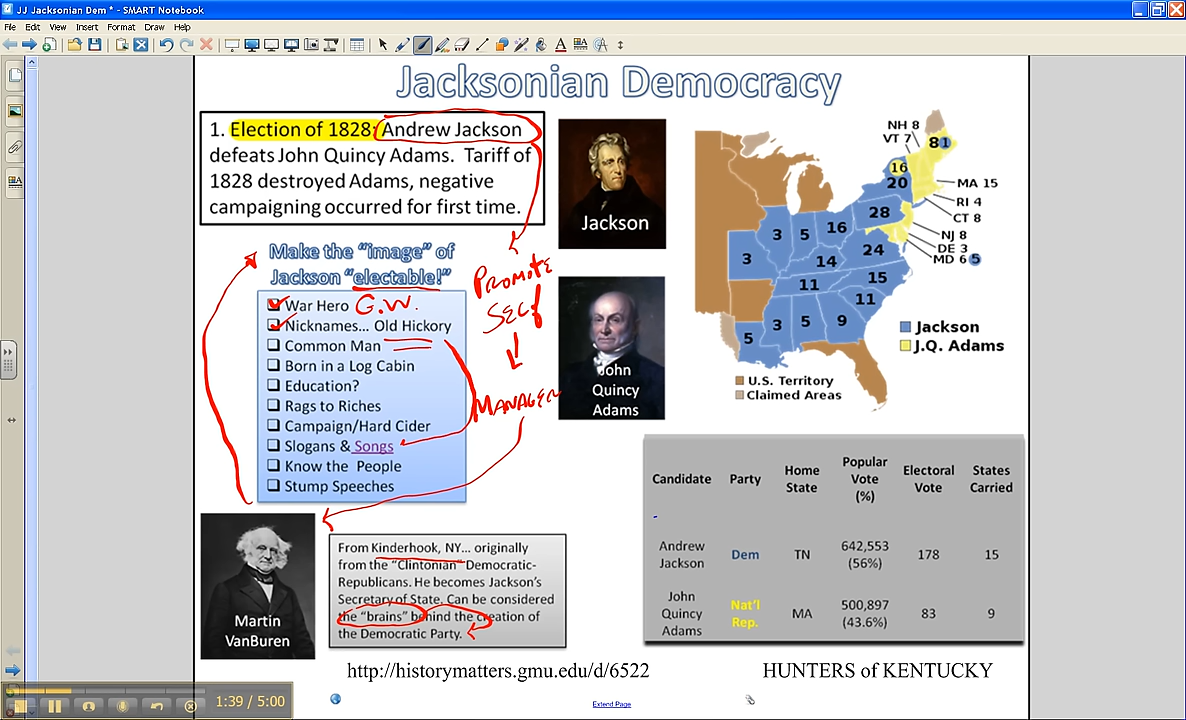 JJ Jacksonian Dem * - SMART Notebook
File Edit View Insert Format Draw Help
Jacksonian Democracy
1. Election of 1828: Andrew Jackson
defeats John Quincy Adams. Tariff of
1828 destroyed Adams, negative
campaigning occurred for first time.
Make the "image" of
Jackson "electable!"
War Hero G.W.
Nicknames... Old Hickory
Common Man
Born in a Log Cabin
Education?
Rags to Riches
Campaign/Hard Cider
Slogans & Songs
Know the People
Stump Speeches
PROMOTE
SELF
MANAGER
Jackson
John
Quincy
Adams
NH 8
VT 7
8 1
16
20
MA 15
RI 4
CT 8
28
NJ 8
DE 3
MD 6 5
3 5 16
24
3
14
15
11
11
3 5 9
5
Jackson
J.Q. Adams
U.S. Territory
Claimed Areas
Candidate Party Home State Popular Vote (%) Electoral Vote States Carried
Andrew Jackson Dem TN 642,553 (56%) 178 15
John Quincy Adams Nat'l Rep. MA 500,897 (43.6%) 83 9
Martin
VanBuren
From Kinderhook, NY... originally
from the "Clintonian" Democratic-
Republicans. He becomes Jackson's
Secretary of State. Can be considered
the "brains" behind the creation of
the Democratic Party.
http://historymatters.gmu.edu/d/6522 HUNTERS of KENTUCKY
1:39 / 5:00
Extend Page